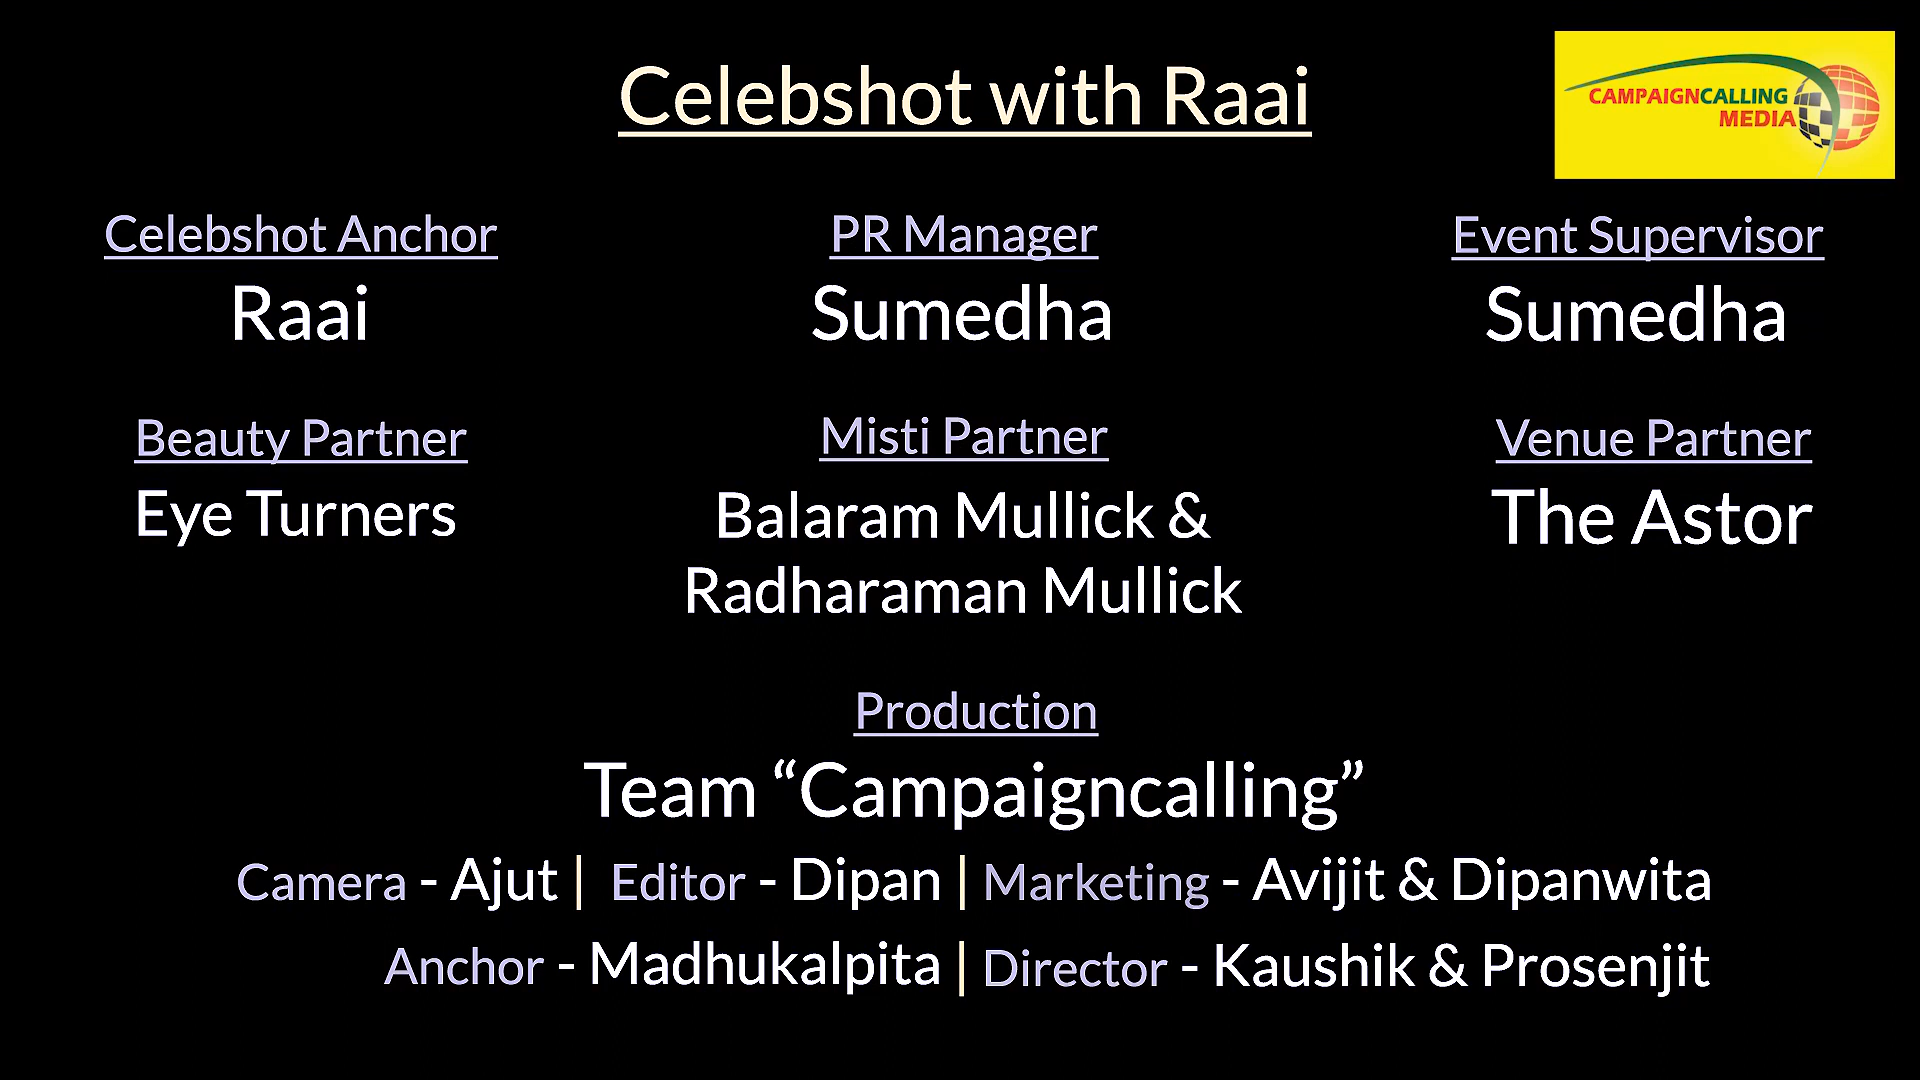 Celebshot with Raai
CAMPAIGNCALLING
MEDIA
Celebshot Anchor
Raai
PR Manager
Sumedha
Event Supervisor
Sumedha
Beauty Partner
Eye Turners
Misti Partner
Balaram Mullick &
Radharaman Mullick
Venue Partner
The Astor
Production
Team “Campaigncalling”
Camera - Ajut | Editor - Dipan | Marketing - Avijit & Dipanwita
Anchor - Madhukalpita | Director - Kaushik & Prosenjit